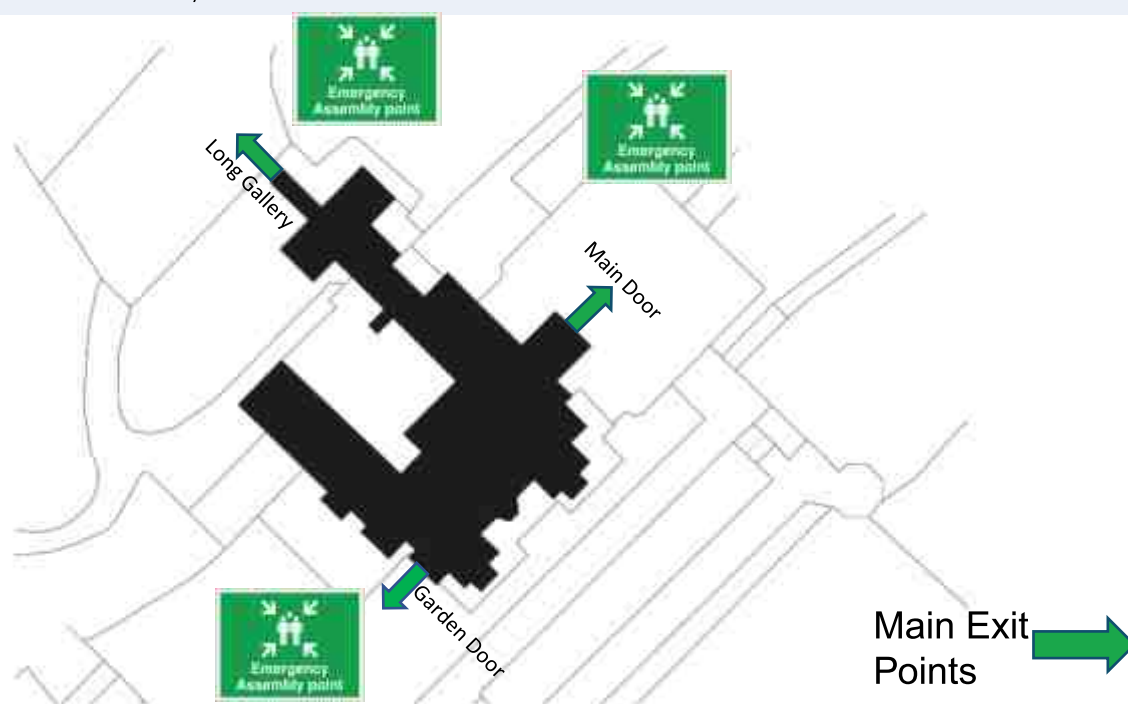 Emergency
Assembly point
Emergency
Assembly point
Long Gallery
Main Door
Garden Door
Emergency
Assembly point
Main Exit
Points